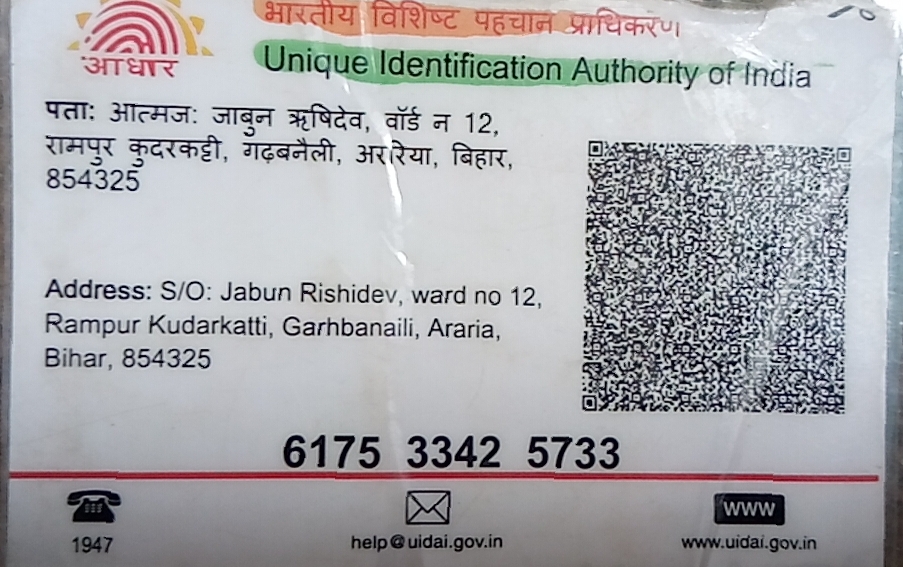 भारतीय विशिष्ट पहचान प्राधिकरण
आधार
Unique Identification Authority of India
पता: आत्मज: जाबुन ऋषिदेव, वॉर्ड न 12,
रामपुर कुदरकट्टी, गढ़बनैली, अररिया, बिहार,
854325
Address: S/O: Jabun Rishidev, ward no 12,
Rampur Kudarkatti, Garhbanaili, Araria,
Bihar, 854325
6175 3342 5733
1947
help@uidai.gov.in
www
www.uidai.gov.in